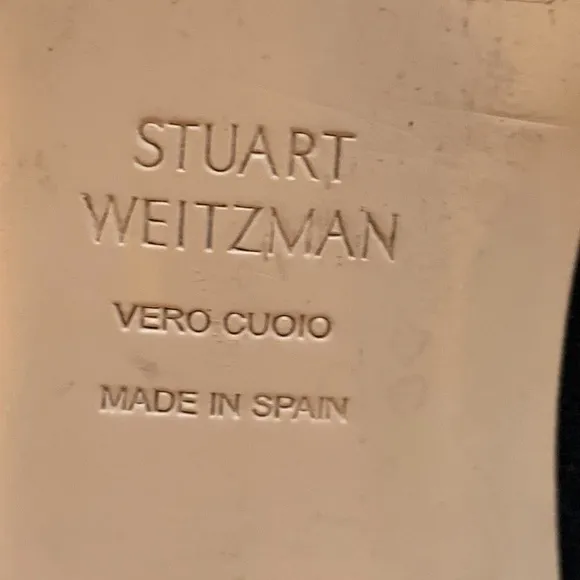 STUART
WEITZMAN
VERO CUOIO
MADE IN SPAIN